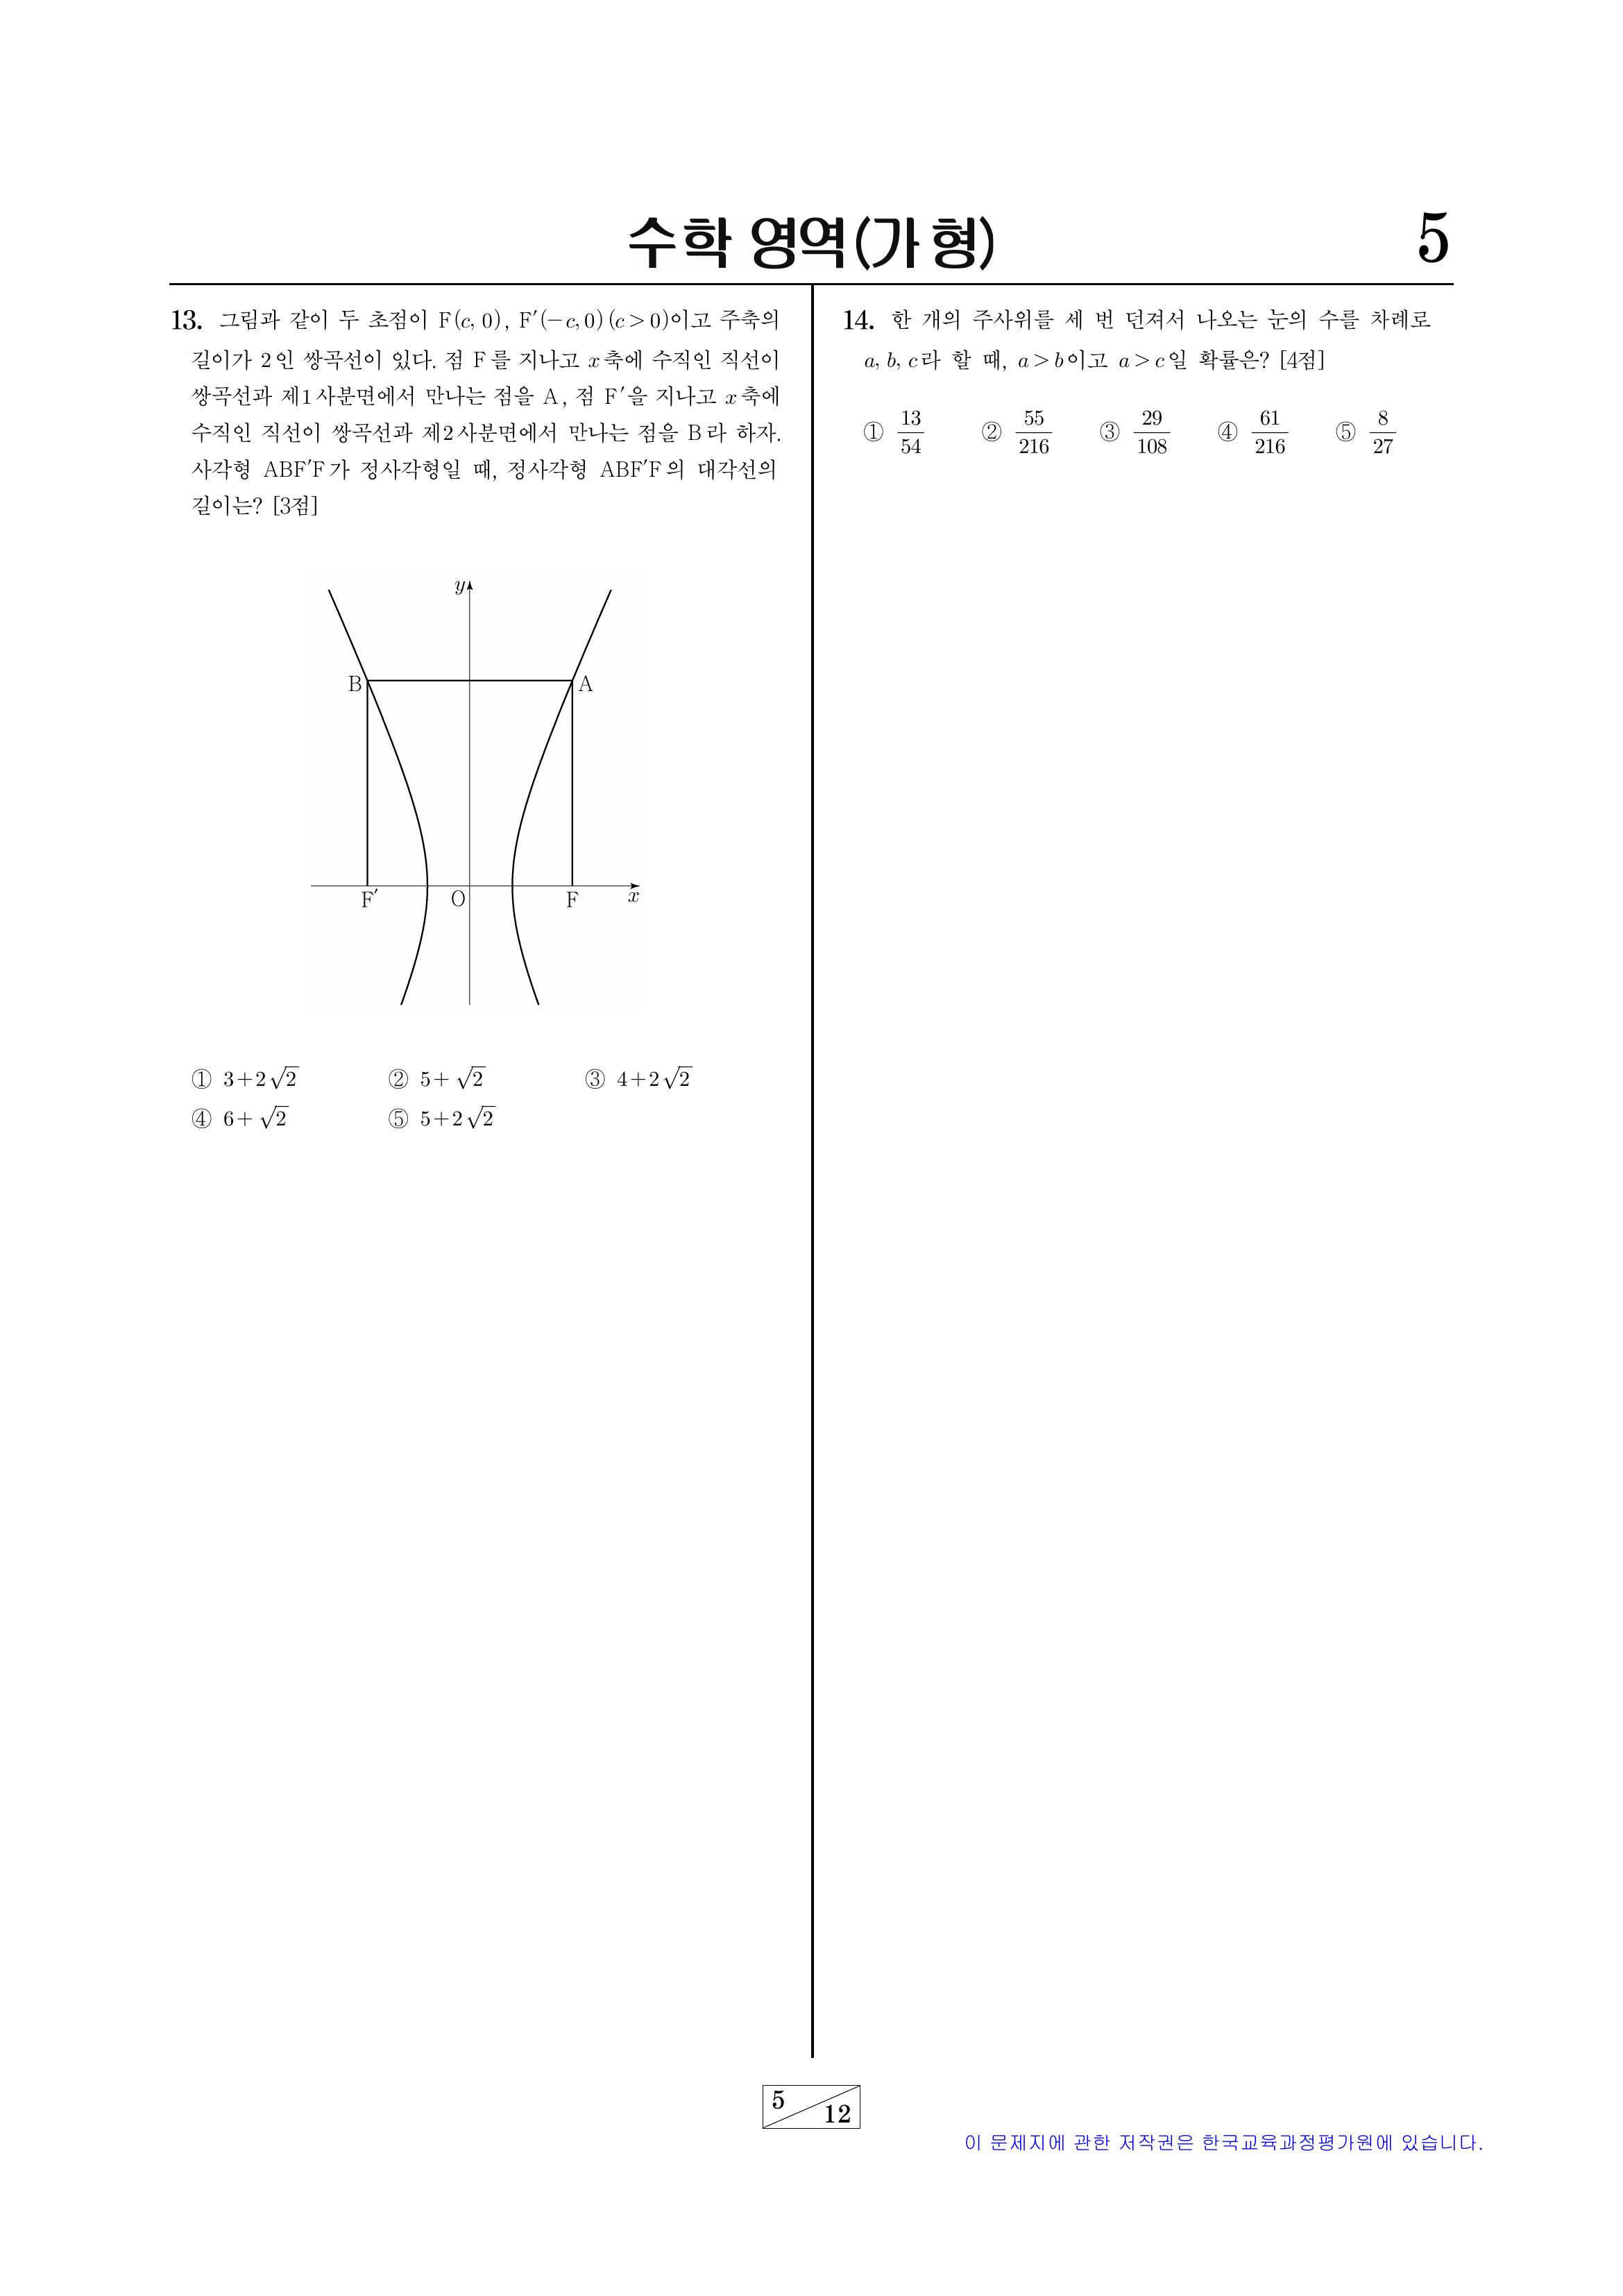 수학 영역(가형)
5
13. 그림과 같이 두 초점이 F(c, 0), F′(−c, 0) (c > 0)이고 주축의
길이가 2인 쌍곡선이 있다. 점 F를 지나고 x축에 수직인 직선이
쌍곡선과 제1사분면에서 만나는 점을 A, 점 F′을 지나고 x축에
수직인 직선이 쌍곡선과 제2사분면에서 만나는 점을 B라 하자.
사각형 ABF′F가 정사각형일 때, 정사각형 ABF′F의 대각선의
길이는? [3점]
y
B A
F′ O F x
① 3+2√2 ② 5+√2 ③ 4+2√2
④ 6+√2 ⑤ 5+2√2
14. 한 개의 주사위를 세 번 던져서 나오는 눈의 수를 차례로
a, b, c라 할 때, a > b이고 a > c일 확률은? [4점]
① 13/54 ② 55/216 ③ 29/108 ④ 61/216 ⑤ 8/27
5 12
이 문제지에 관한 저작권은 한국교육과정평가원에 있습니다.